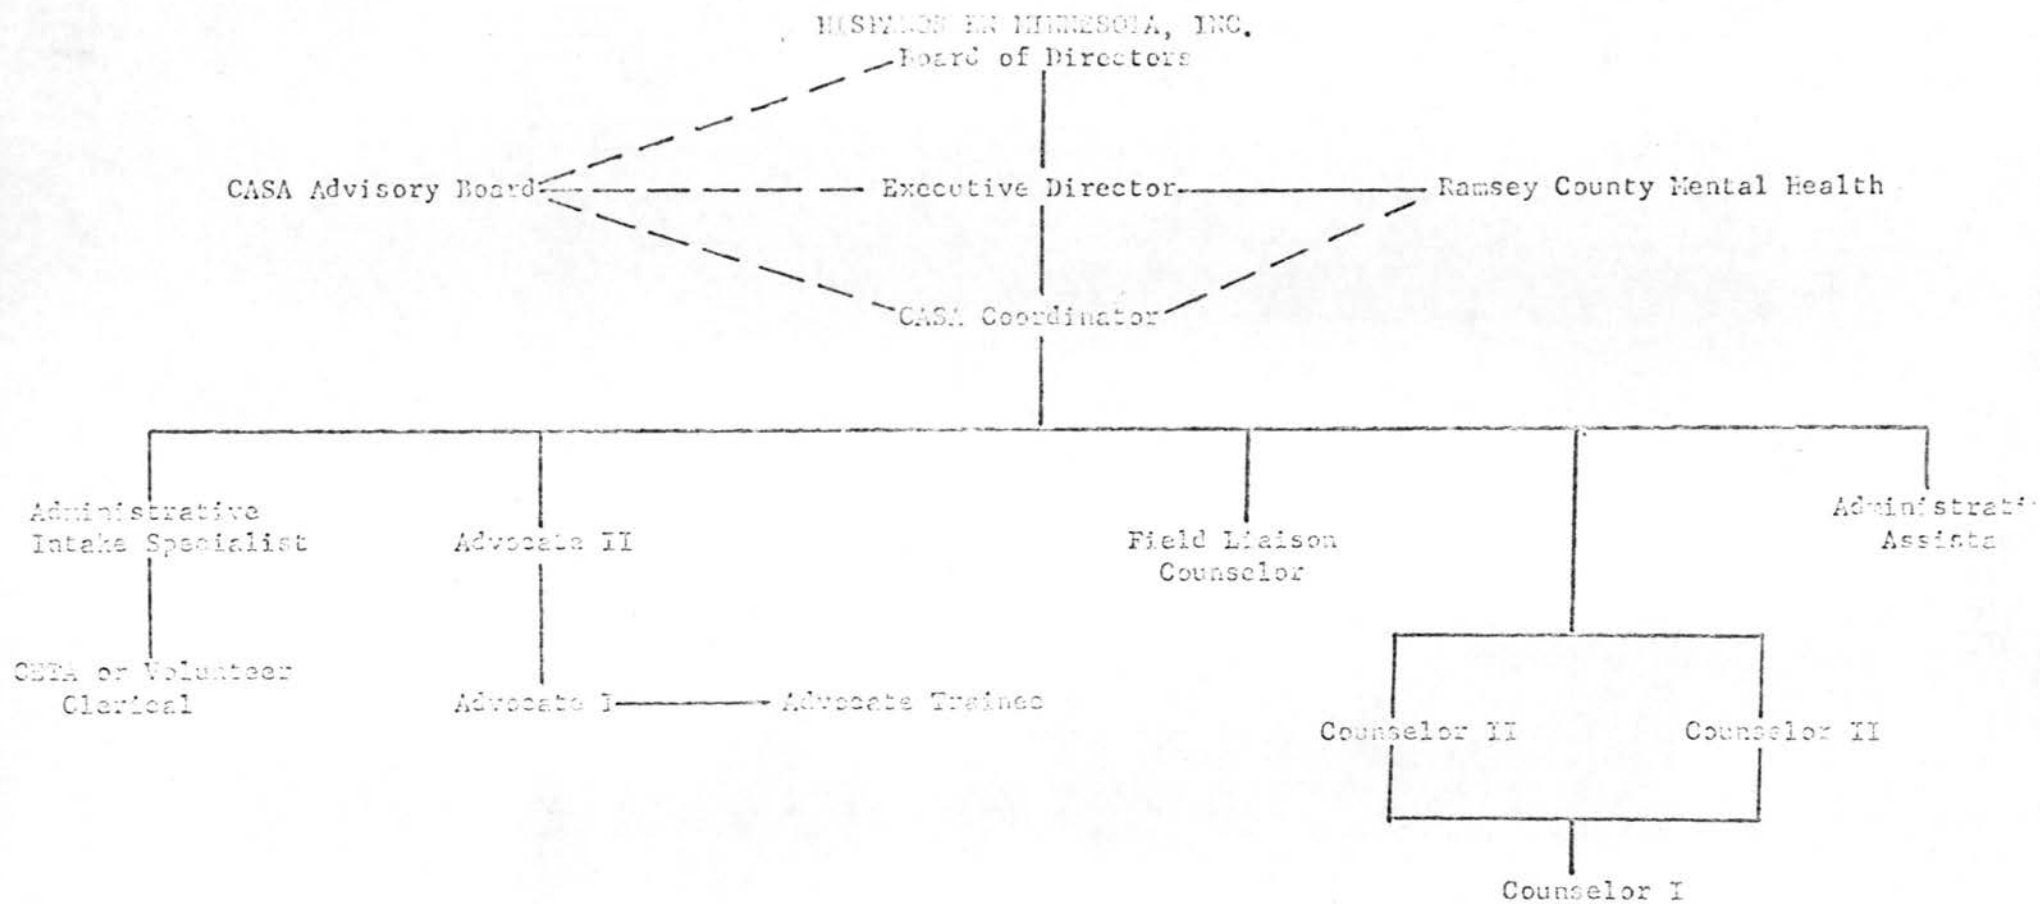 HISPANOS EN MINNESOTA, INC.
Board of Directors
CASA Advisory Board
Executive Director
Ramsey County Mental Health
CASA Coordinator
Administrative
Intake Specialist
Advocate II
Field Liaison
Counselor
Administrati
Assista
CETA or Volunteer
Clerical
Advocate I
Advocate Trainee
Counselor II
Counselor II
Counselor I